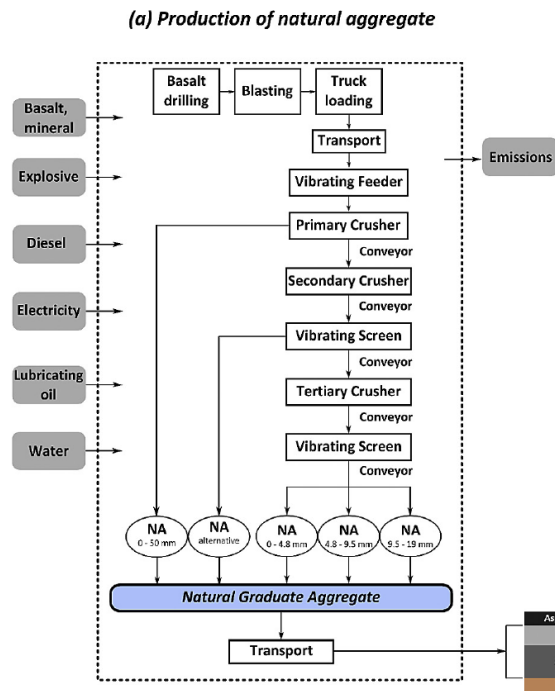 (a) Production of natural aggregate
Basalt
drilling
Blasting
Truck
loading
Basalt,
mineral
Transport
Emissions
Explosive
Vibrating Feeder
Primary Crusher
Diesel
Conveyor
Secondary Crusher
Electricity
Conveyor
Vibrating Screen
Conveyor
Lubricating
oil
Tertiary Crusher
Conveyor
Water
Vibrating Screen
Conveyor
NA
0 - 50 mm
NA
alternative
NA
0 - 4.8 mm
NA
4.8 - 9.5 mm
NA
9.5 - 19 mm
Natural Graduate Aggregate
As
Transport